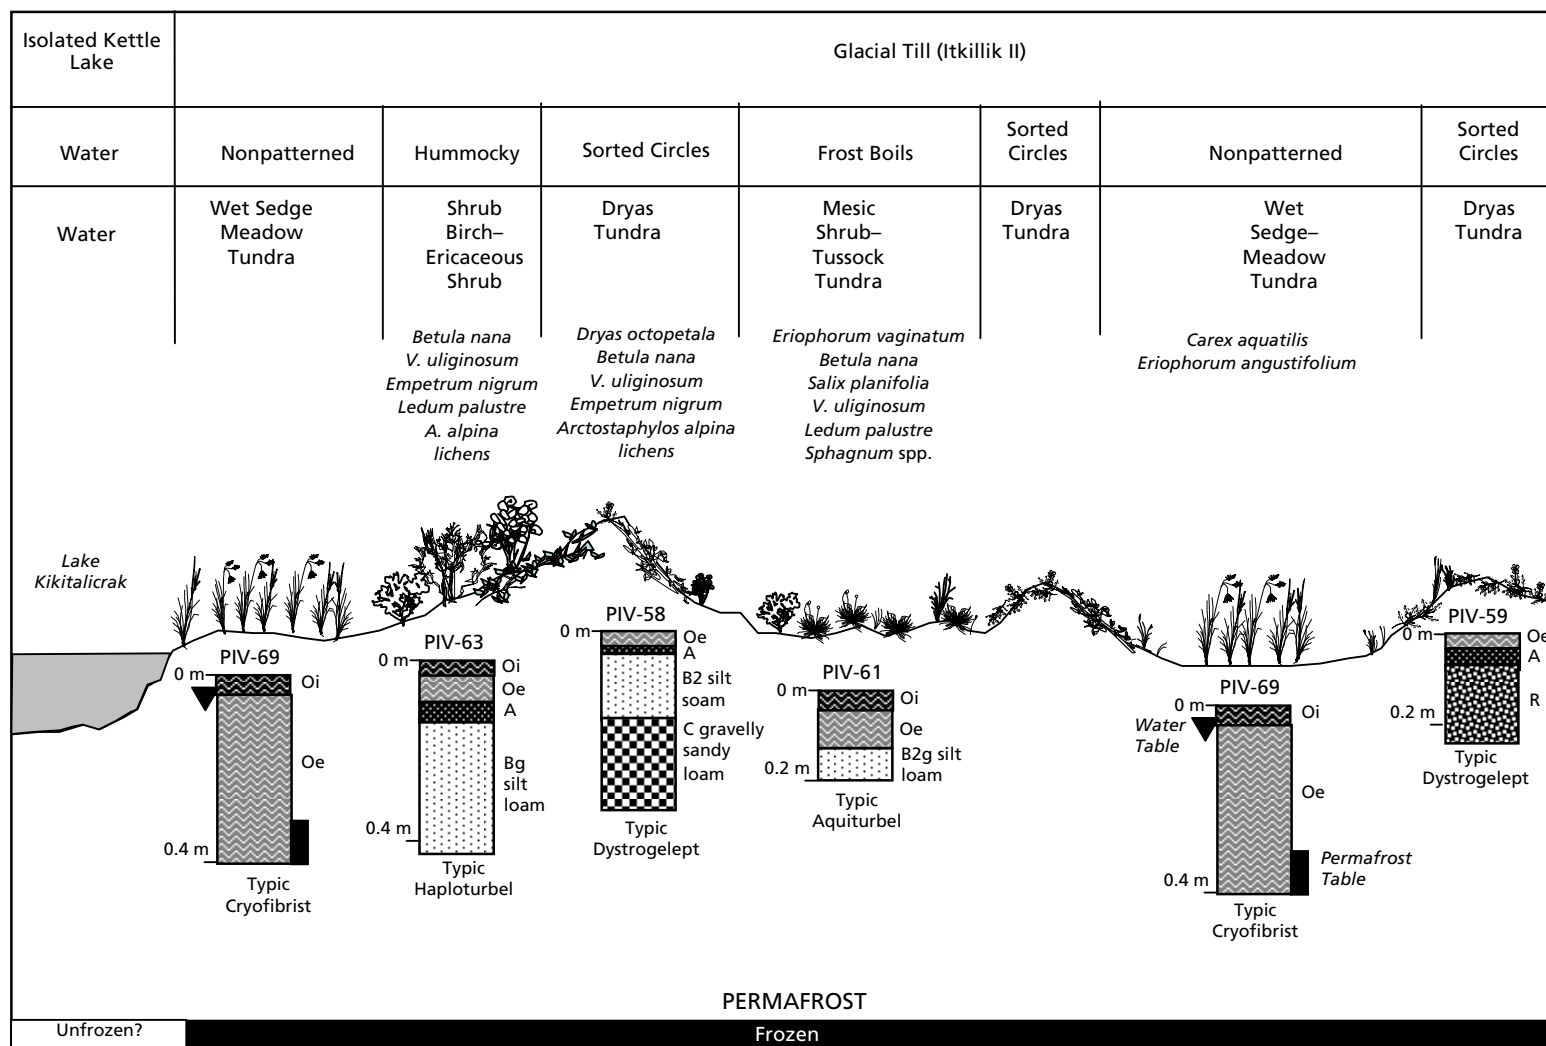 Isolated Kettle
Lake
Glacial Till (Itkillik II)
Water
Nonpatterned
Hummocky
Sorted Circles
Frost Boils
Sorted
Circles
Nonpatterned
Sorted
Circles
Water
Wet Sedge
Meadow
Tundra
Shrub
Birch–
Ericaceous
Shrub
Dryas
Tundra
Mesic
Shrub–
Tussock
Tundra
Dryas
Tundra
Wet
Sedge–
Meadow
Tundra
Dryas
Tundra
Betula nana
V. uliginosum
Empetrum nigrum
Ledum palustre
A. alpina
lichens
Dryas octopetala
Betula nana
V. uliginosum
Empetrum nigrum
Arctostaphylos alpina
lichens
Eriophorum vaginatum
Betula nana
Salix planifolia
V. uliginosum
Ledum palustre
Sphagnum spp.
Carex aquatilis
Eriophorum angustifolium
Lake
Kikitalicrak
PIV-69
0 m
Oi
Oe
0.4 m
Typic
Cryofibrist
PIV-63
0 m
Oi
Oe
A
Bg
silt
loam
0.4 m
Typic
Haploturbel
PIV-58
0 m
Oe
A
B2 silt
soam
C gravelly
sandy
loam
Typic
Dystrogelept
PIV-61
0 m
Oi
Oe
B2g silt
loam
0.2 m
Typic
Aquiturbel
PIV-69
0 m
Water
Table
Oi
Oe
0.4 m
Permafrost
Table
Typic
Cryofibrist
PIV-59
0 m
Oe
A
R
0.2 m
Typic
Dystrogelept
PERMAFROST
Unfrozen?
Frozen